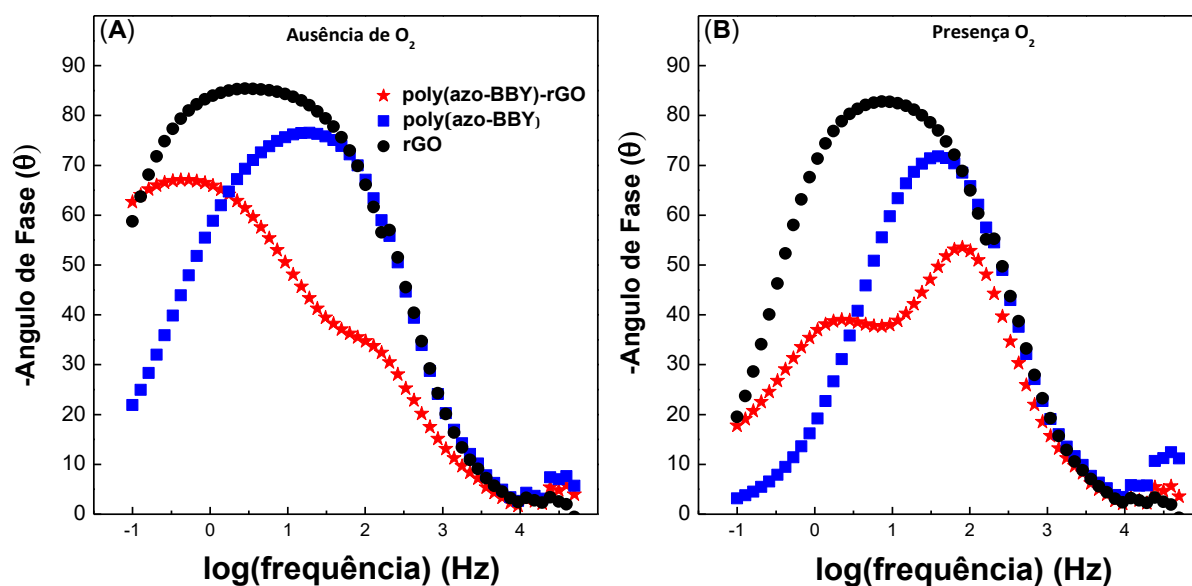 (A)
Ausência de O2
90
80
70
60
50
40
30
20
10
0
-Angulo de Fase (θ)
poly(azo-BBY)-rGO
poly(azo-BBY)
rGO
-1 0 1 2 3 4
log(frequência) (Hz)
(B)
Presença O2
90
80
70
60
50
40
30
20
10
0
-Angulo de Fase (θ)
-1 0 1 2 3 4
log(frequência) (Hz)